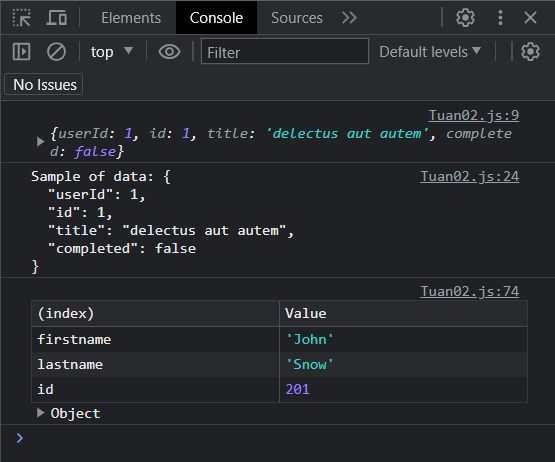 Elements Console Sources »
top ▼ Filter Default levels ▼
No Issues
Tuan02.js:9
▶ {userId: 1, id: 1, title: 'delectus aut autem', complete
d: false}
Sample of data: { Tuan02.js:24
"userId": 1,
"id": 1,
"title": "delectus aut autem",
"completed": false
}
Tuan02.js:74
(index) Value
firstname 'John'
lastname 'Snow'
id 201
▶ Object
>